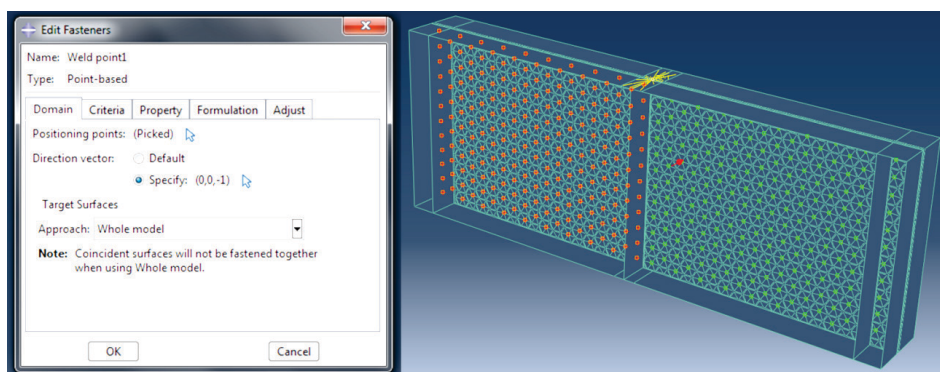 Edit Fasteners
Name: Weld point1
Type: Point-based
Domain Criteria Property Formulation Adjust
Positioning points: (Picked)
Direction vector: Default
Specify: (0,0,-1)
Target Surfaces
Approach: Whole model
Note: Coincident surfaces will not be fastened together
when using Whole model.
OK Cancel